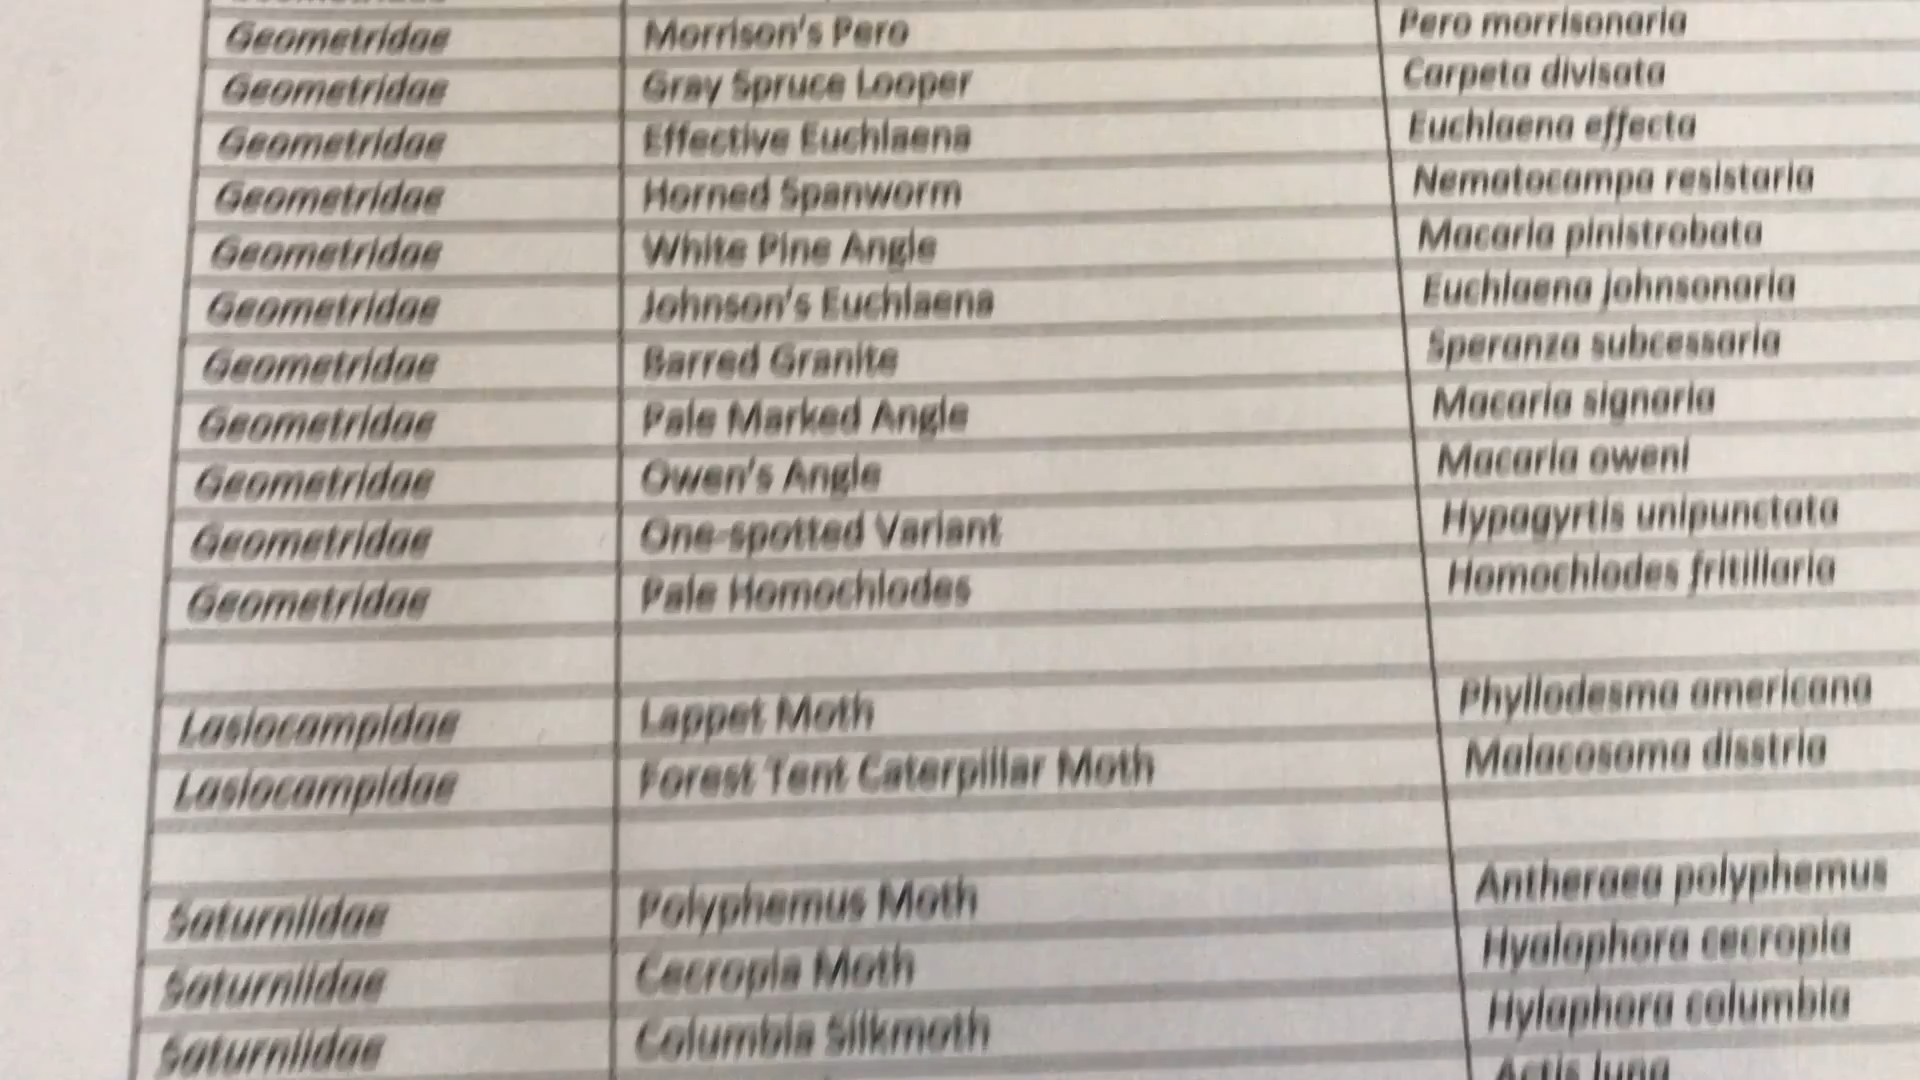 Geometridae Morrison's Pero Pero morrisonaria
Geometridae Gray Spruce Looper Carpeta divisata
Geometridae Effective Euchlaena Euchlaena effecta
Geometridae Horned Spanworm Nematocampa resistaria
Geometridae White Pine Angle Macaria pinistrobata
Geometridae Johnson's Euchlaena Euchlaena johnsonaria
Geometridae Barred Granite Speranza subcessaria
Geometridae Pale Marked Angle Macaria signaria
Geometridae Owen's Angle Macaria oweni
Geometridae One-spotted Variant Hypagyrtis unipunctata
Geometridae Pale Homochlodes Homochlodes fritillaria
Lasiocampidae Lappet Moth Phyllodesma americana
Lasiocampidae Forest Tent Caterpillar Moth Malacosoma disstria
Saturniidae Polyphemus Moth Antheraea polyphemus
Saturniidae Cecropia Moth Hyalophora cecropia
Saturniidae Columbia Silkmoth Hylaphora columbia
Actis luna